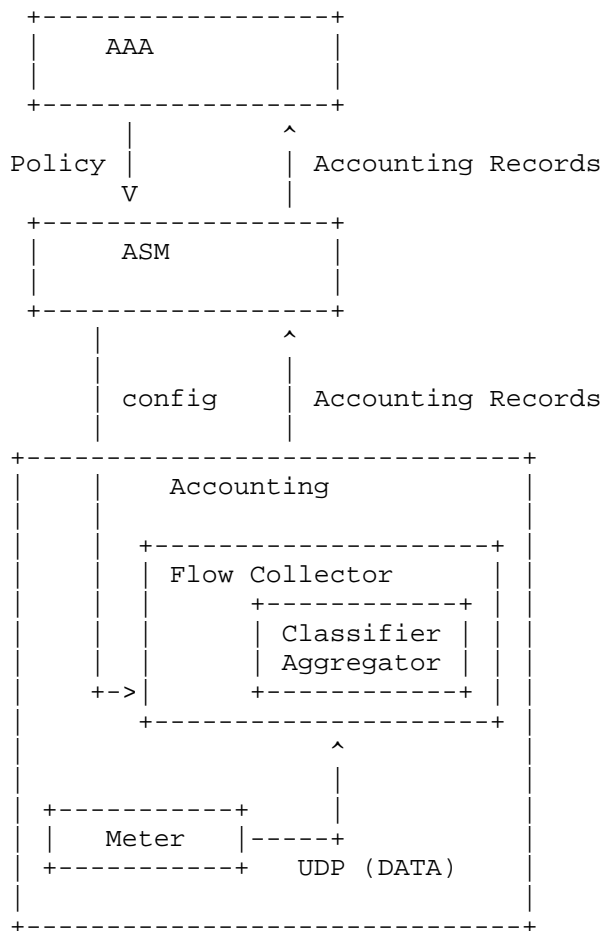 AAA
Policy Accounting Records
V
ASM
config Accounting Records
Accounting
Flow Collector
Classifier
Aggregator
Meter
UDP (DATA)